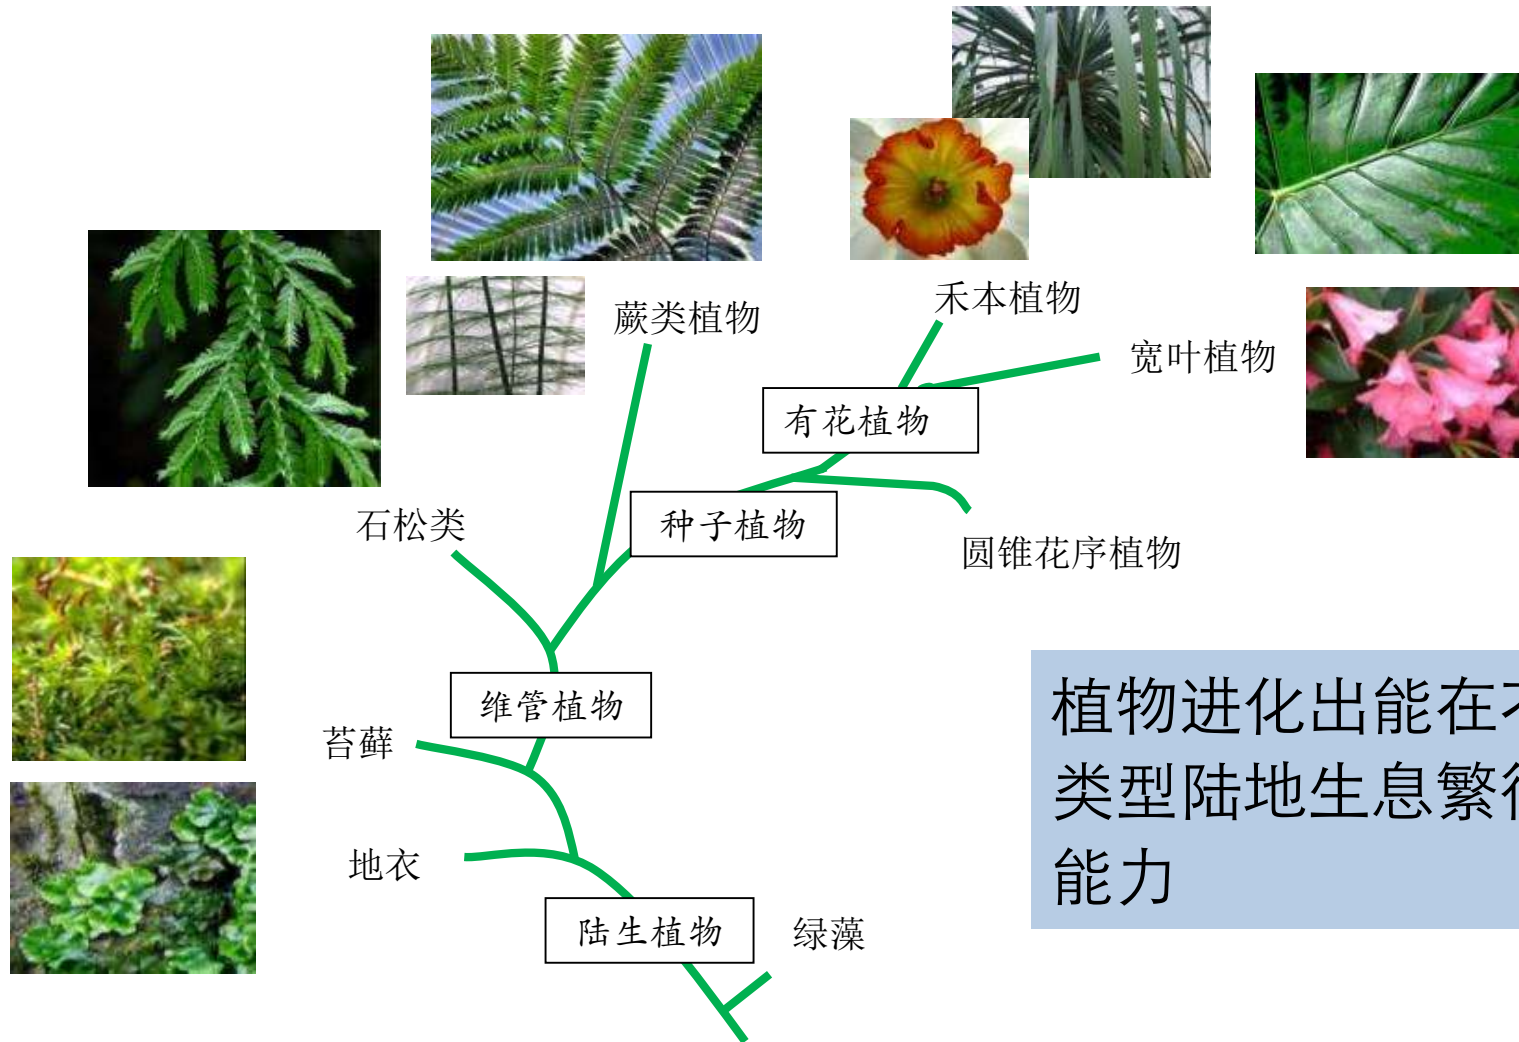 蕨类植物
禾本植物
宽叶植物
有花植物
石松类
种子植物
圆锥花序植物
维管植物
苔藓
植物进化出能在
类型陆地生息繁
能力
地衣
陆生植物
绿藻